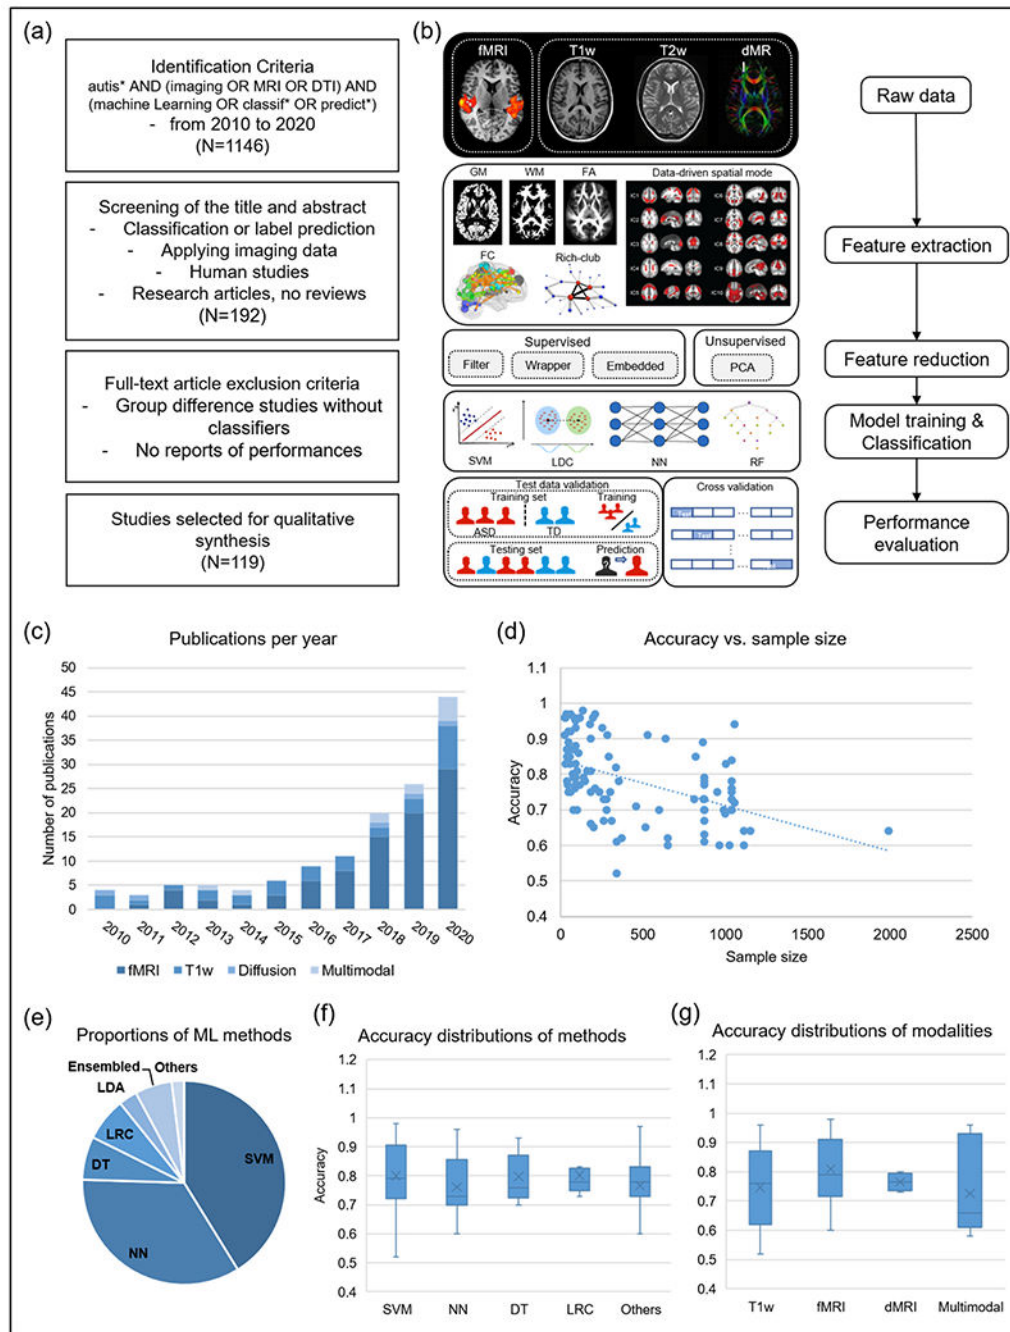 (a)
Identification Criteria
autis* AND (imaging OR MRI OR DTI) AND
(machine Learning OR classif* OR predict*)
- from 2010 to 2020
(N=1146)
Screening of the title and abstract
- Classification or label prediction
- Applying imaging data
- Human studies
- Research articles, no reviews
(N=192)
Full-text article exclusion criteria
- Group difference studies without
classifiers
- No reports of performances
Studies selected for qualitative
synthesis
(N=119)
(b)
fMRI T1w T2w dMR
GM WM FA Data-driven spatial mode
IC1 IC6
IC2 IC7
IC3 IC8
IC4 IC9
IC5 IC10
FC Rich-club
Supervised
Filter Wrapper Embedded
Unsupervised
PCA
SVM LDC NN RF
Test data validation
Training set Training
ASD TD
Testing set Prediction
Cross validation
Raw data
Feature extraction
Feature reduction
Model training &
Classification
Performance
evaluation
(c)
Publications per year
Number of publications
50
45
40
35
30
25
20
15
10
5
0
2010 2011 2012 2013 2014 2015 2016 2017 2018 2019 2020
fMRI T1w Diffusion Multimodal
(d)
Accuracy vs. sample size
Accuracy
1.1
1
0.9
0.8
0.7
0.6
0.5
0.4
0 500 1000 1500 2000 2500
Sample size
(e)
Proportions of ML methods
Ensembled Others
LDA
LRC
DT
NN
SVM
(f)
Accuracy distributions of methods
Accuracy
1.2
1.1
1
0.9
0.8
0.7
0.6
0.5
0.4
SVM NN DT LRC Others
(g)
Accuracy distributions of modalities
1.2
1.1
1
0.9
0.8
0.7
0.6
0.5
0.4
T1w fMRI dMRI Multimodal